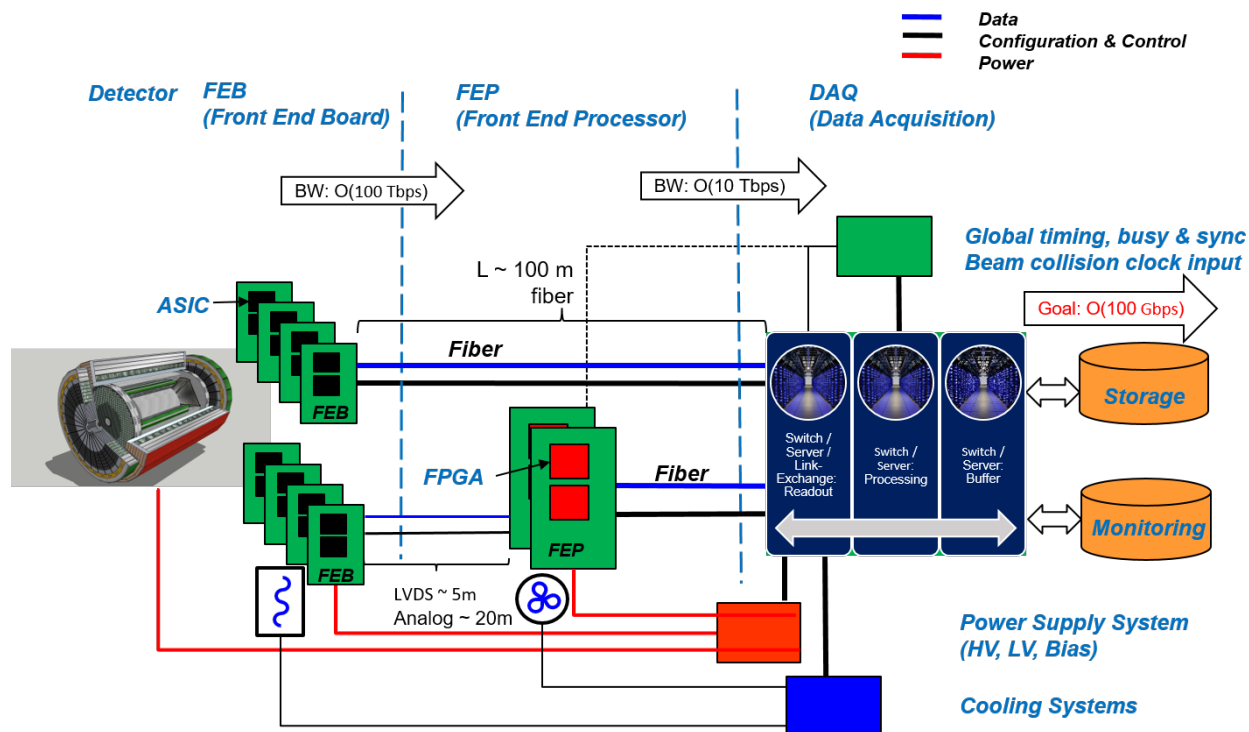 Data
Configuration & Control
Power
Detector
FEB
(Front End Board)
FEP
(Front End Processor)
DAQ
(Data Acquisition)
BW: O(100 Tbps)
BW: O(10 Tbps)
Global timing, busy & sync
Beam collision clock input
Goal: O(100 Gbps)
L ~ 100 m
fiber
ASIC
Fiber
FEB
Storage
Switch /
Server /
Link-
Exchange:
Readout
Switch /
Server:
Processing
Switch /
Server:
Buffer
FPGA
Fiber
Monitoring
FEP
FEB
LVDS ~ 5m
Analog ~ 20m
Power Supply System
(HV, LV, Bias)
Cooling Systems